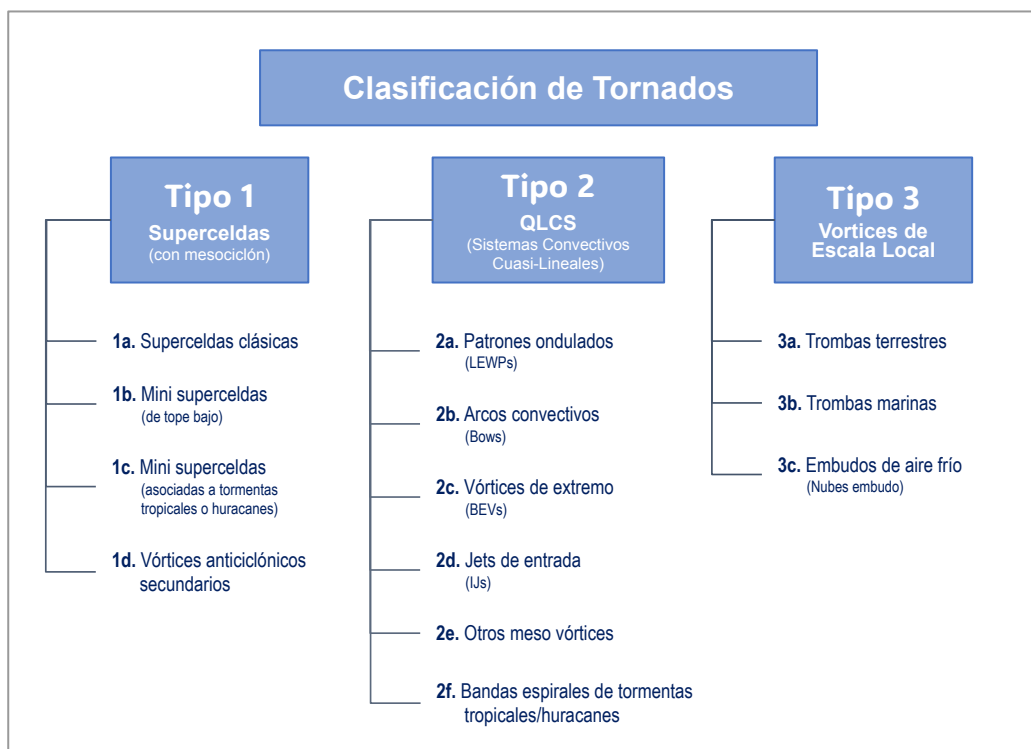 Clasificación de Tornados
Tipo 1
Superceldas
(con mesociclón)
1a. Superceldas clásicas
1b. Mini superceldas
(de tope bajo)
1c. Mini superceldas
(asociadas a tormentas
tropicales o huracanes)
1d. Vórtices anticiclónicos
secundarios
Tipo 2
QLCS
(Sistemas Convectivos
Cuasi-Lineales)
2a. Patrones ondulados
(LEWPs)
2b. Arcos convectivos
(Bows)
2c. Vórtices de extremo
(BEVs)
2d. Jets de entrada
(IJs)
2e. Otros meso vórtices
2f. Bandas espirales de tormentas
tropicales/huracanes
Tipo 3
Vortices de
Escala Local
3a. Trombas terrestres
3b. Trombas marinas
3c. Embudos de aire frío
(Nubes embudo)